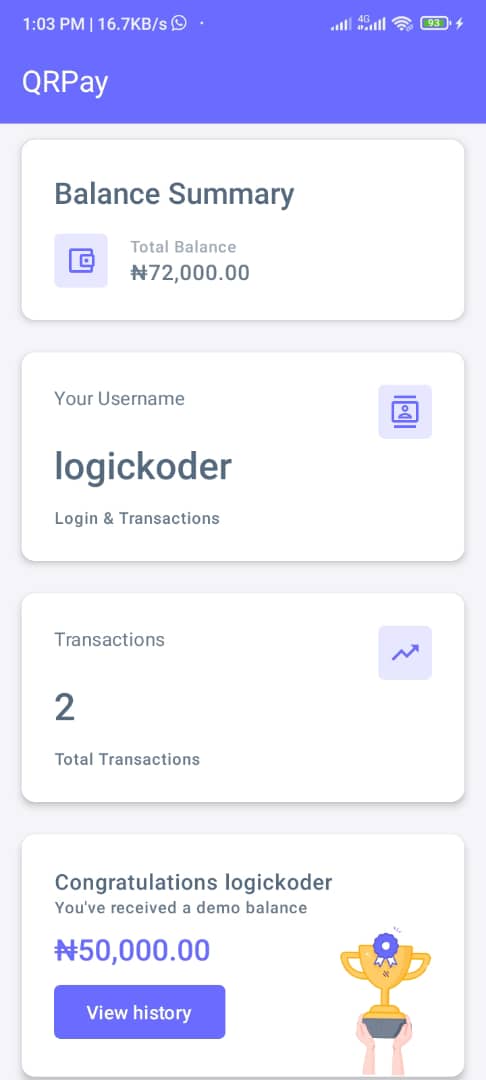 1:03 PM | 16.7KB/s
4G
93
QRPay
Balance Summary
Total Balance
₦72,000.00
Your Username
logickoder
Login & Transactions
Transactions
2
Total Transactions
Congratulations logickoder
You've received a demo balance
₦50,000.00
View history